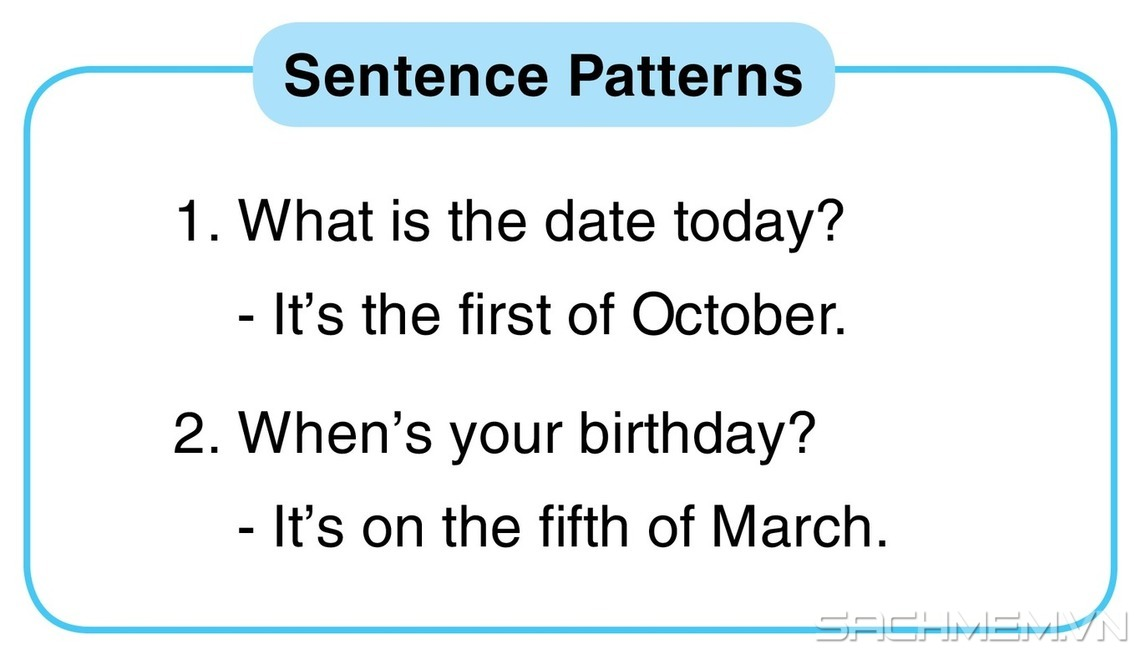 Sentence Patterns
1. What is the date today?
- It’s the first of October.
2. When’s your birthday?
- It’s on the fifth of March.
SACHMEM.VN